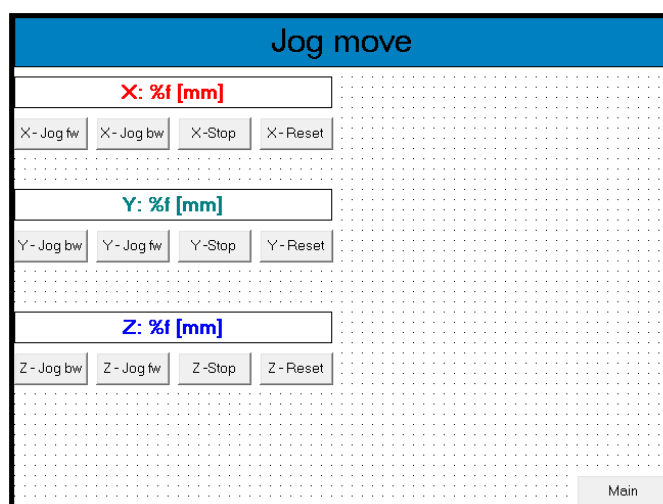 Jog move
X: %f [mm]
X - Jog fw X - Jog bw X -Stop X - Reset
Y: %f [mm]
Y - Jog bw Y - Jog fw Y -Stop Y - Reset
Z: %f [mm]
Z - Jog bw Z - Jog fw Z -Stop Z - Reset
Main